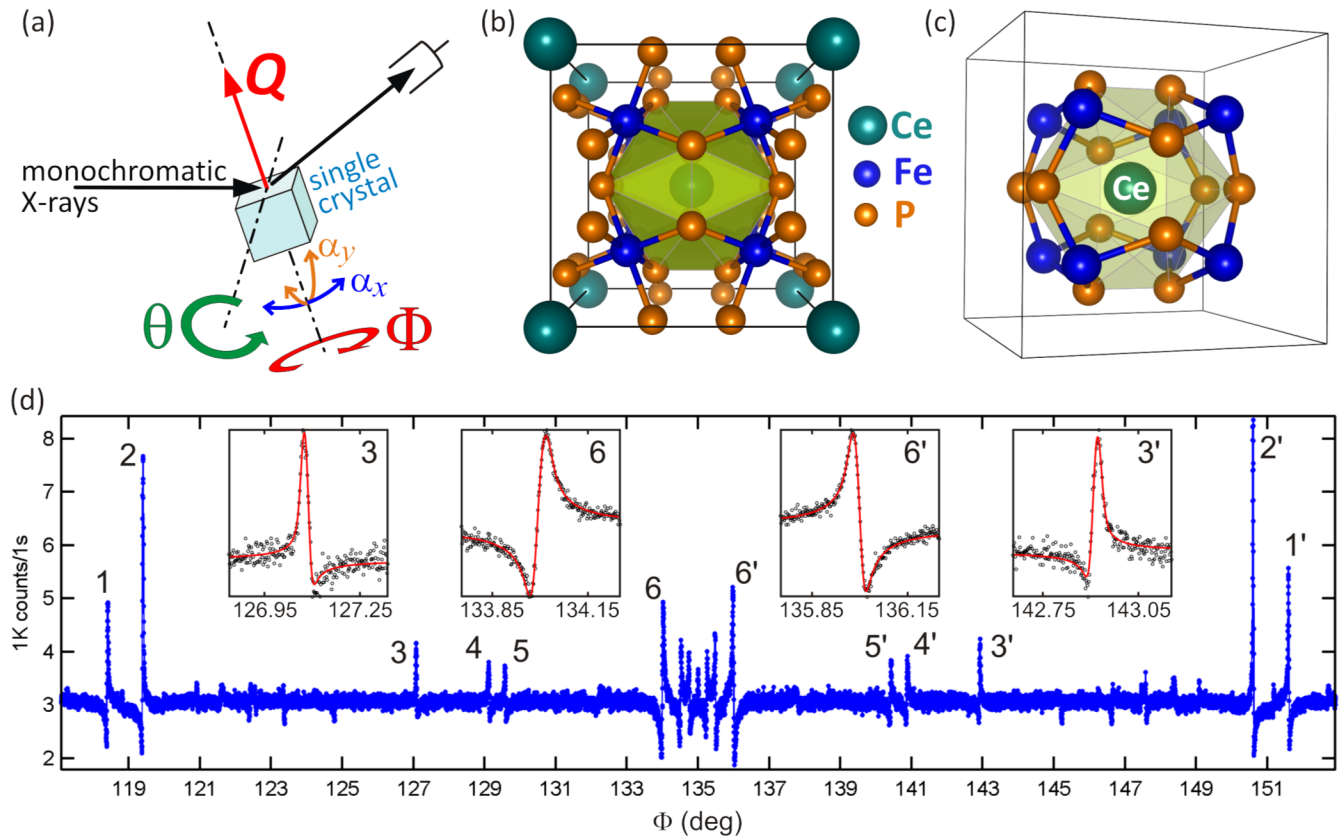 (a)
Q
monochromatic
X-rays
single
crystal
αy
αx
θ
Φ
(b)
Ce
Fe
P
(c)
Ce
(d)
1K counts/1s
8
7
6
5
4
3
2
1
2
3
4
5
6
6'
5'
4'
3'
2'
1'
3
126.95 127.25
6
133.85 134.15
6'
135.85 136.15
3'
142.75 143.05
119 121 123 125 127 129 131 133 135 137 139 141 143 145 147 149 151
Φ (deg)